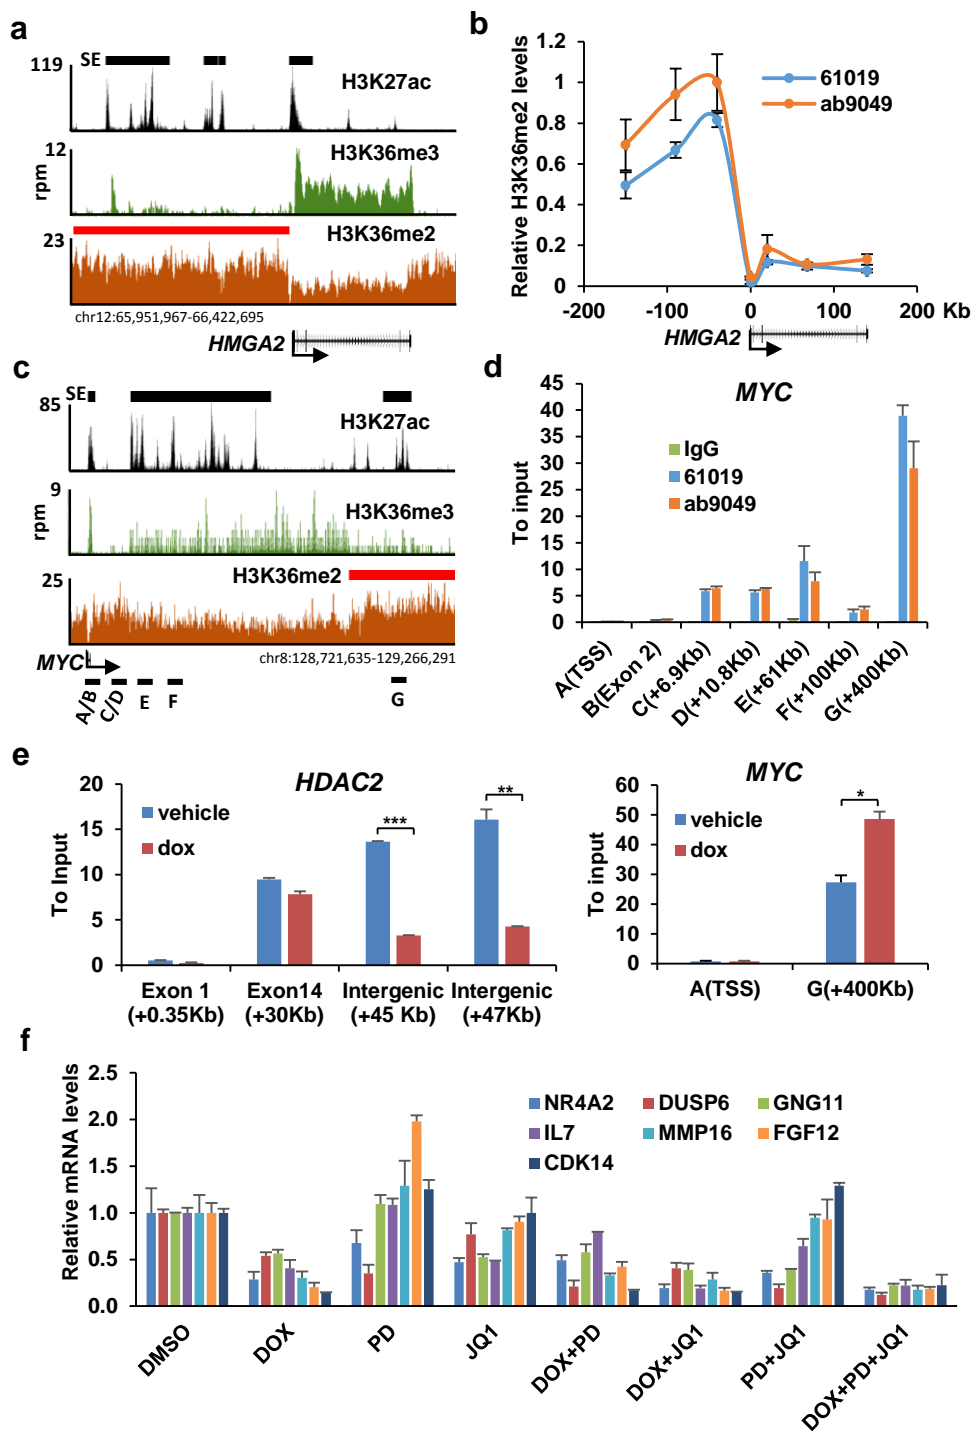 a
SE
119
H3K27ac
12
H3K36me3
rpm
H3K36me2
23
chr12:65,951,967-66,422,695
HMGA2
b
Relative H3K36me2 levels
1.2
1
0.8
0.6
0.4
0.2
0
61019
ab9049
-200 -100 0 100 200 Kb
HMGA2
c
SE
85
H3K27ac
9
H3K36me3
rpm
H3K36me2
25
MYC
chr8:128,721,635-129,266,291
A/B C/D E F G
d
MYC
To input
45
40
35
30
25
20
15
10
5
0
IgG
61019
ab9049
A(TSS) B(Exon 2) C(+6.9Kb) D(+10.8Kb) E(+61Kb) F(+100Kb) G(+400Kb)
e
HDAC2
To Input
20
15
10
5
0
vehicle
dox
***
**
Exon 1 Exon14 Intergenic Intergenic
(+0.35Kb) (+30Kb) (+45 Kb) (+47Kb)
MYC
To input
60
50
40
30
20
10
0
vehicle
dox
*
A(TSS) G(+400Kb)
f
Relative mRNA levels
2.5
2.0
1.5
1.0
0.5
0.0
NR4A2 DUSP6 GNG11
IL7 MMP16 FGF12
CDK14
DMSO DOX PD JQ1 DOX+PD DOX+JQ1 PD+JQ1 DOX+PD+JQ1